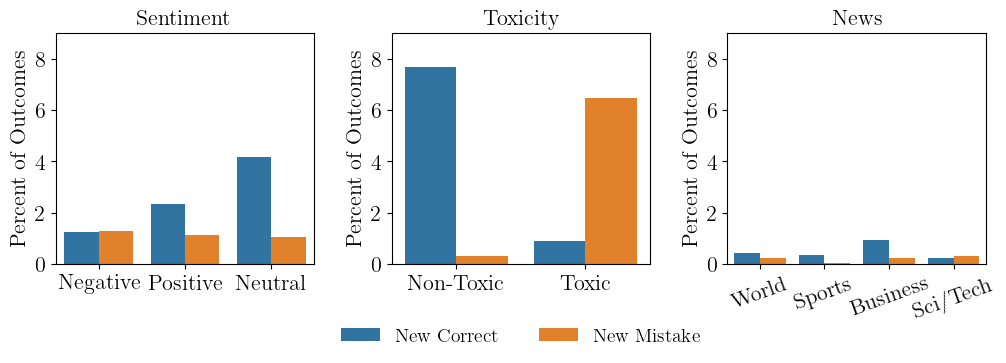 Sentiment
Percent of Outcomes
8
6
4
2
0
Negative Positive Neutral
Toxicity
Percent of Outcomes
8
6
4
2
0
Non-Toxic Toxic
News
Percent of Outcomes
8
6
4
2
0
World Sports Business Sci/Tech
New Correct New Mistake